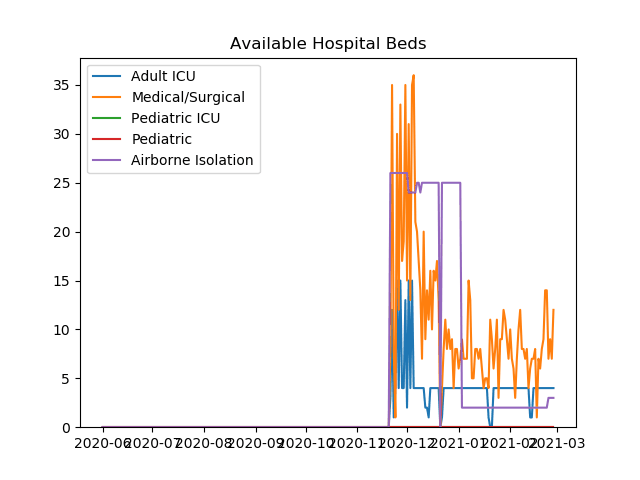 Available Hospital Beds
Adult ICU
Medical/Surgical
Pediatric ICU
Pediatric
Airborne Isolation
35
30
25
20
15
10
5
0
2020-06 2020-07 2020-08 2020-09 2020-10 2020-11 2020-12 2021-01 2021-02 2021-03